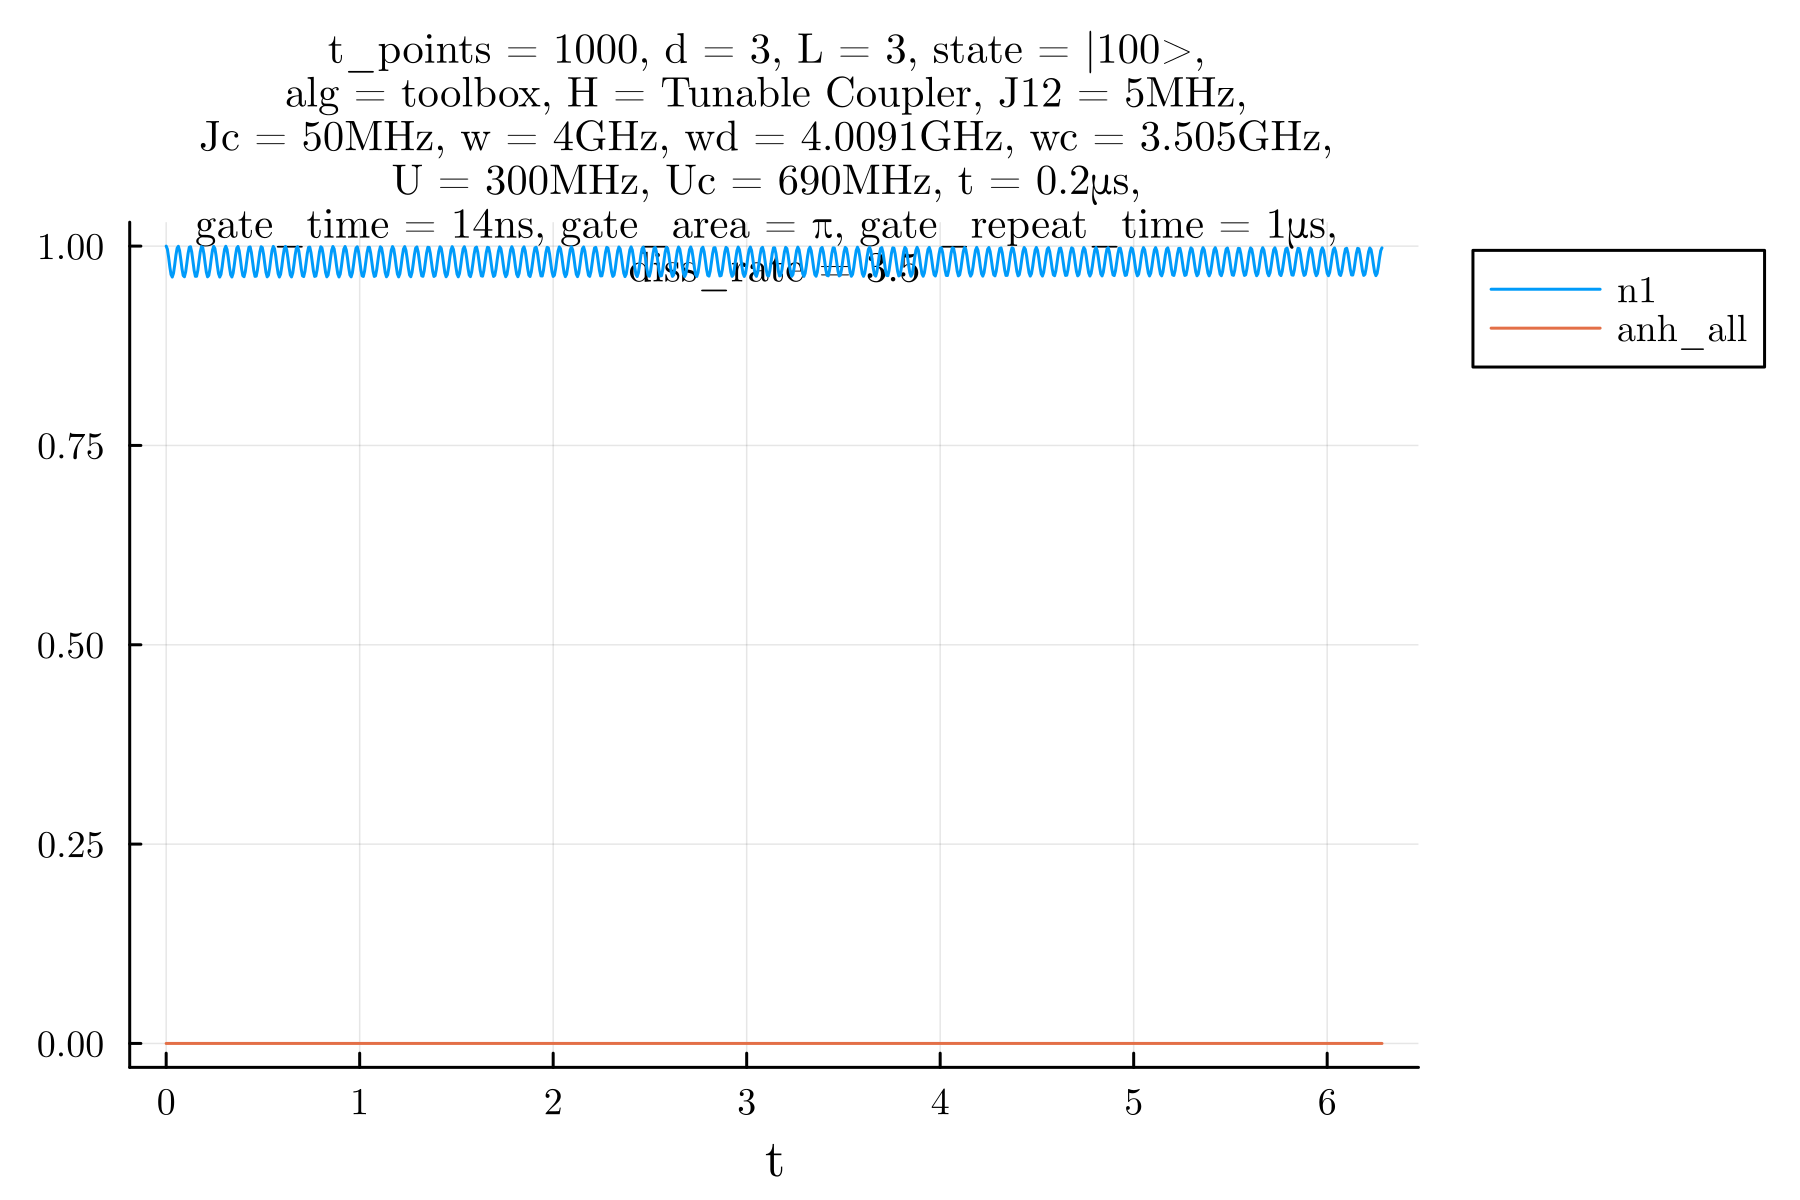 t_points = 1000, d = 3, L = 3, state = |100>,
alg = toolbox, H = Tunable Coupler, J12 = 5MHz,
Jc = 50MHz, w = 4GHz, wd = 4.0091GHz, wc = 3.505GHz,
U = 300MHz, Uc = 690MHz, t = 0.2μs,
gate_time = 14ns, gate_area = π, gate_repeat_time = 1μs,
diss_rate = 3.5
1.00
0.75
0.50
0.25
0.00
0 1 2 3 4 5 6
t
n1
anh_all